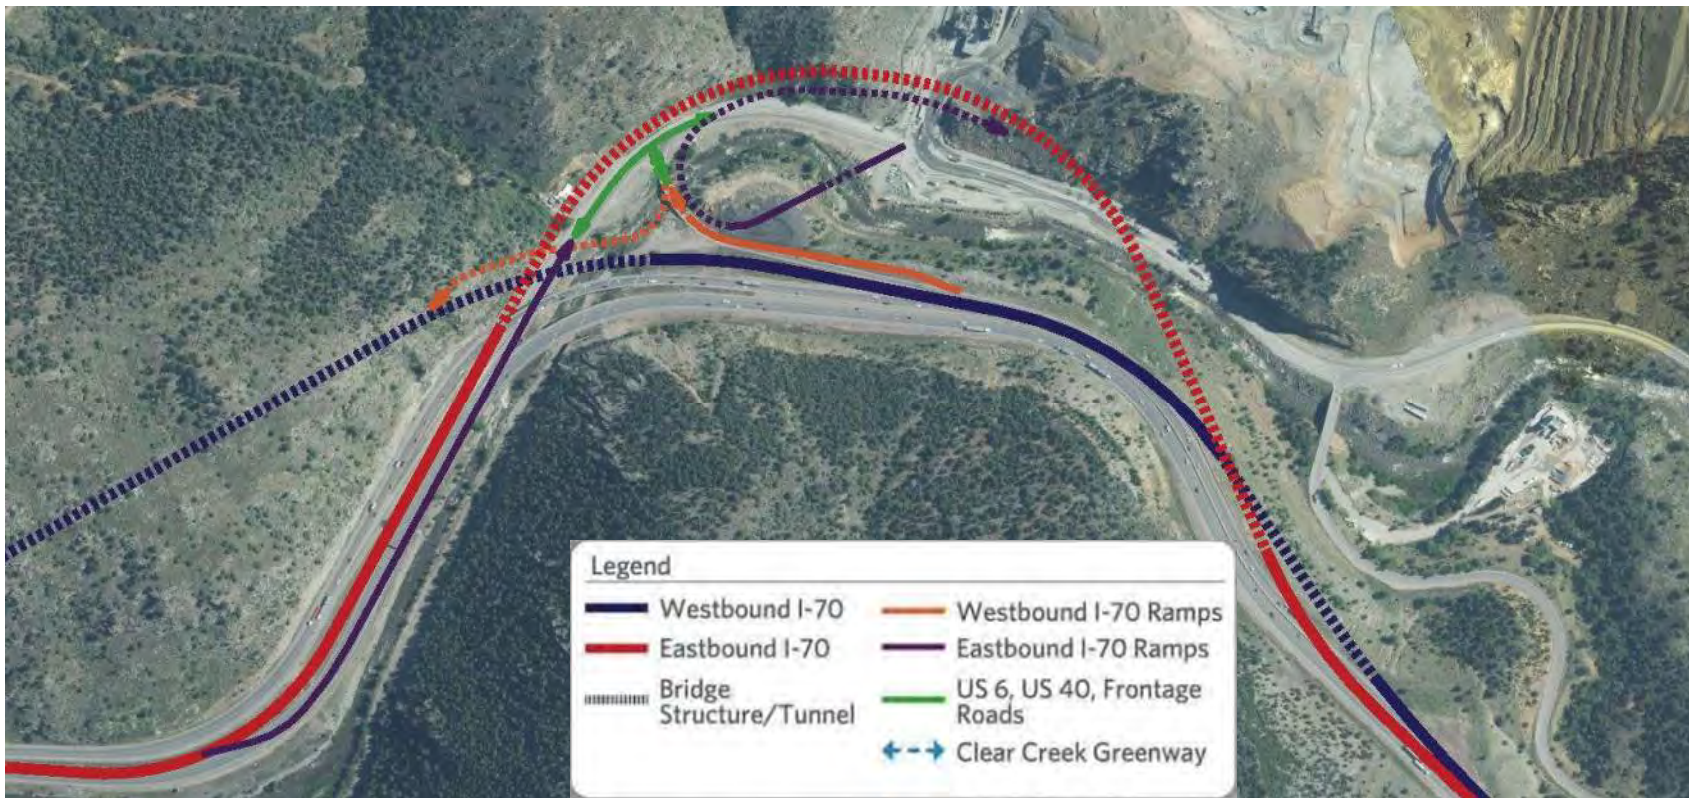 Legend
Westbound I-70
Eastbound I-70
Bridge
Structure/Tunnel
Westbound I-70 Ramps
Eastbound I-70 Ramps
US 6, US 40, Frontage
Roads
Clear Creek Greenway